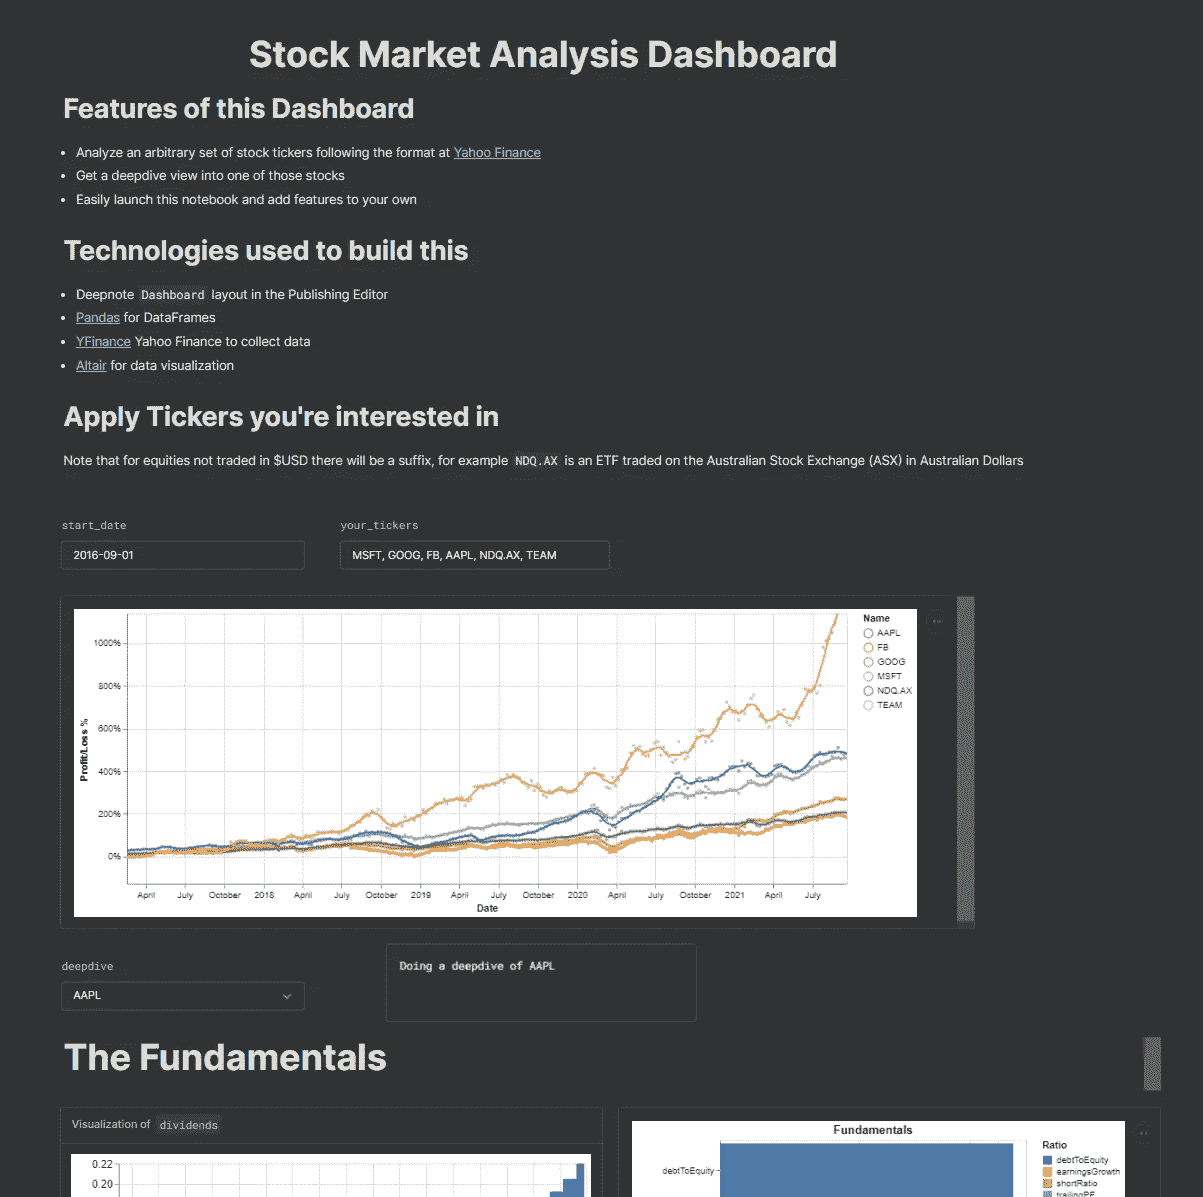 Stock Market Analysis Dashboard
Features of this Dashboard
• Analyze an arbitrary set of stock tickers following the format at Yahoo Finance
• Get a deepdive view into one of those stocks
• Easily launch this notebook and add features to your own
Technologies used to build this
• Deepnote Dashboard layout in the Publishing Editor
• Pandas for DataFrames
• YFinance Yahoo Finance to collect data
• Altair for data visualization
Apply Tickers you're interested in
Note that for equities not traded in $USD there will be a suffix, for example NDQ.AX is an ETF traded on the Australian Stock Exchange (ASX) in Australian Dollars
start_date
2016-09-01
your_tickers
MSFT, GOOG, FB, AAPL, NDQ.AX, TEAM
Profit/Loss %
1000%
800%
600%
400%
200%
0%
April July October 2018 April July October 2019 April July October 2020 April July October 2021 April July
Date
Name
AAPL
FB
GOOG
MSFT
NDQ.AX
TEAM
deepdive
AAPL
Doing a deepdive of AAPL
The Fundamentals
Visualization of dividends
0.22
0.20
Fundamentals
debtToEquity
Ratio
debtToEquity
earningsGrowth
shortRatio
trailingPE